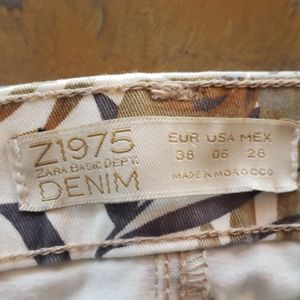 Z1975
ZARA BASIC DEPT.
DENIM
EUR USA MEX
38 06 28
MADE IN MOROCCO